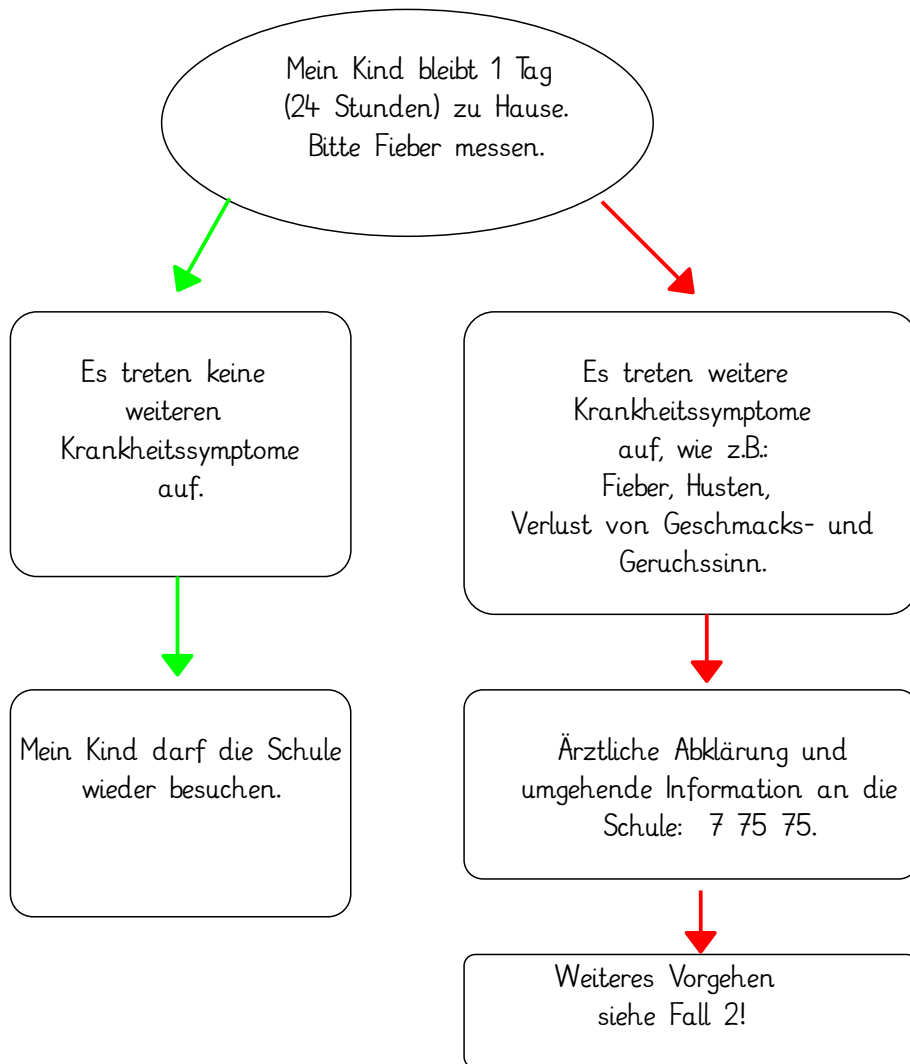 Mein Kind bleibt 1 Tag
(24 Stunden) zu Hause.
Bitte Fieber messen.
Es treten keine
weiteren
Krankheitssymptome
auf.
Es treten weitere
Krankheitssymptome
auf, wie z.B.:
Fieber, Husten,
Verlust von Geschmacks- und
Geruchssinn.
Mein Kind darf die Schule
wieder besuchen.
Ärztliche Abklärung und
umgehende Information an die
Schule: 7 75 75.
Weiteres Vorgehen
siehe Fall 2!